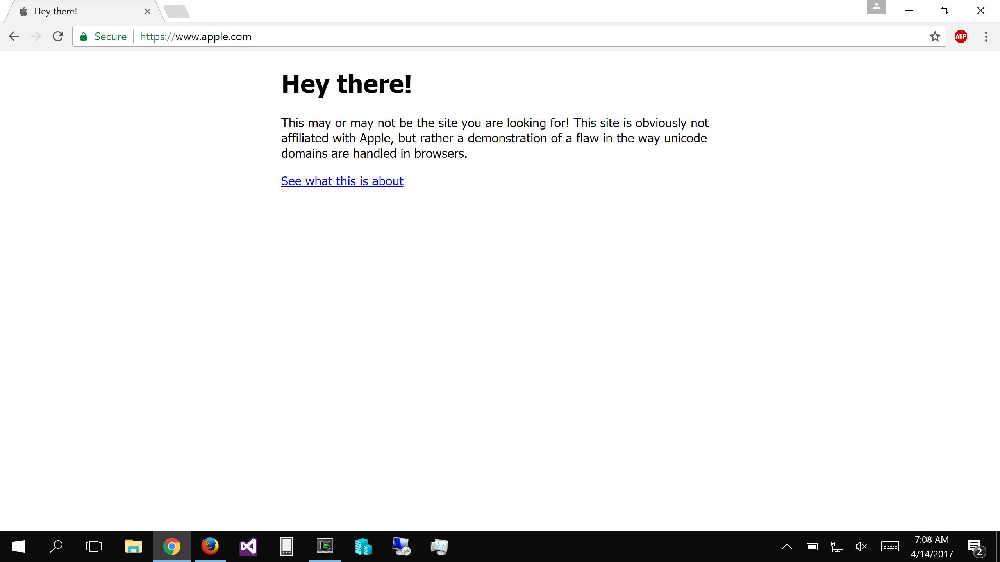 Hey there!
Secure
https://www.apple.com
ABP
Hey there!
This may or may not be the site you are looking for! This site is obviously not
affiliated with Apple, but rather a demonstration of a flaw in the way unicode
domains are handled in browsers.
See what this is about
7:08 AM
4/14/2017
2